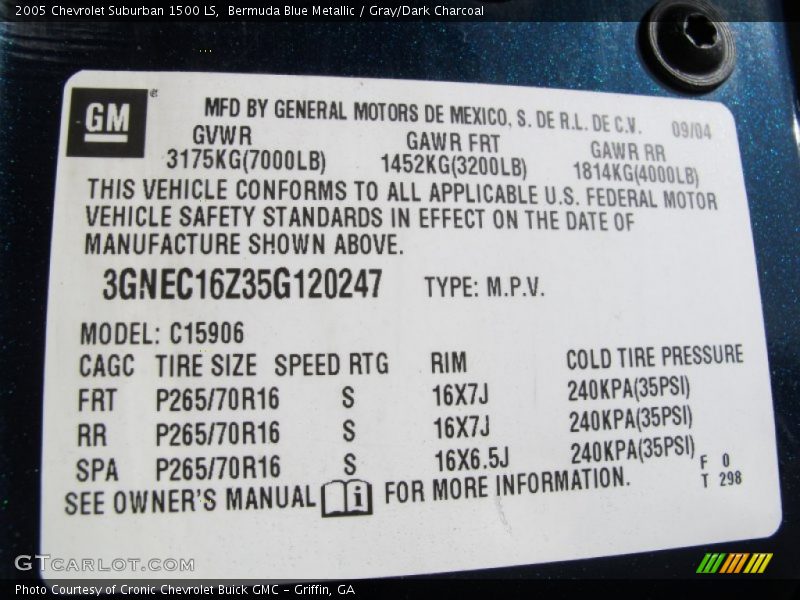 2005 Chevrolet Suburban 1500 LS,  Bermuda Blue Metallic / Gray/Dark Charcoal
GM®
MFD BY GENERAL MOTORS DE MEXICO, S. DE R.L. DE C.V. 09/04
GVWR GAWR FRT GAWR RR
3175KG(7000LB) 1452KG(3200LB) 1814KG(4000LB)
THIS VEHICLE CONFORMS TO ALL APPLICABLE U.S. FEDERAL MOTOR
VEHICLE SAFETY STANDARDS IN EFFECT ON THE DATE OF
MANUFACTURE SHOWN ABOVE.
3GNEC16Z35G120247 TYPE: M.P.V.
MODEL: C15906
CAGC TIRE SIZE SPEED RTG RIM COLD TIRE PRESSURE
FRT P265/70R16 S 16X7J 240KPA(35PSI)
RR P265/70R16 S 16X7J 240KPA(35PSI)
SPA P265/70R16 S 16X6.5J 240KPA(35PSI)
F 0
T 298
SEE OWNER'S MANUAL i FOR MORE INFORMATION.
GTCARLOT.COM
Photo Courtesy of Cronic Chevrolet Buick GMC – Griffin, GA